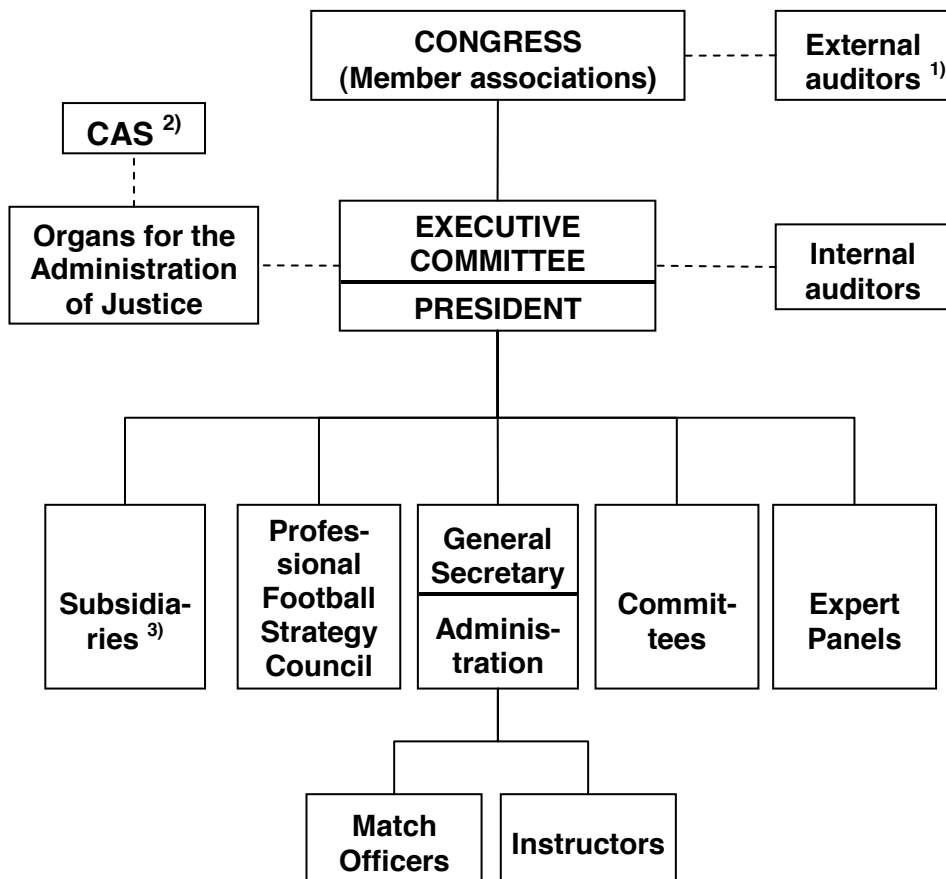 CONGRESS
(Member associations)
External
auditors 1)
CAS 2)
Organs for the
Administration
of Justice
EXECUTIVE
COMMITTEE
PRESIDENT
Internal
auditors
Subsidia-
ries 3)
Profes-
sional
Football
Strategy
Council
General
Secretary
Adminis-
tration
Commit-
tees
Expert
Panels
Match
Officers
Instructors